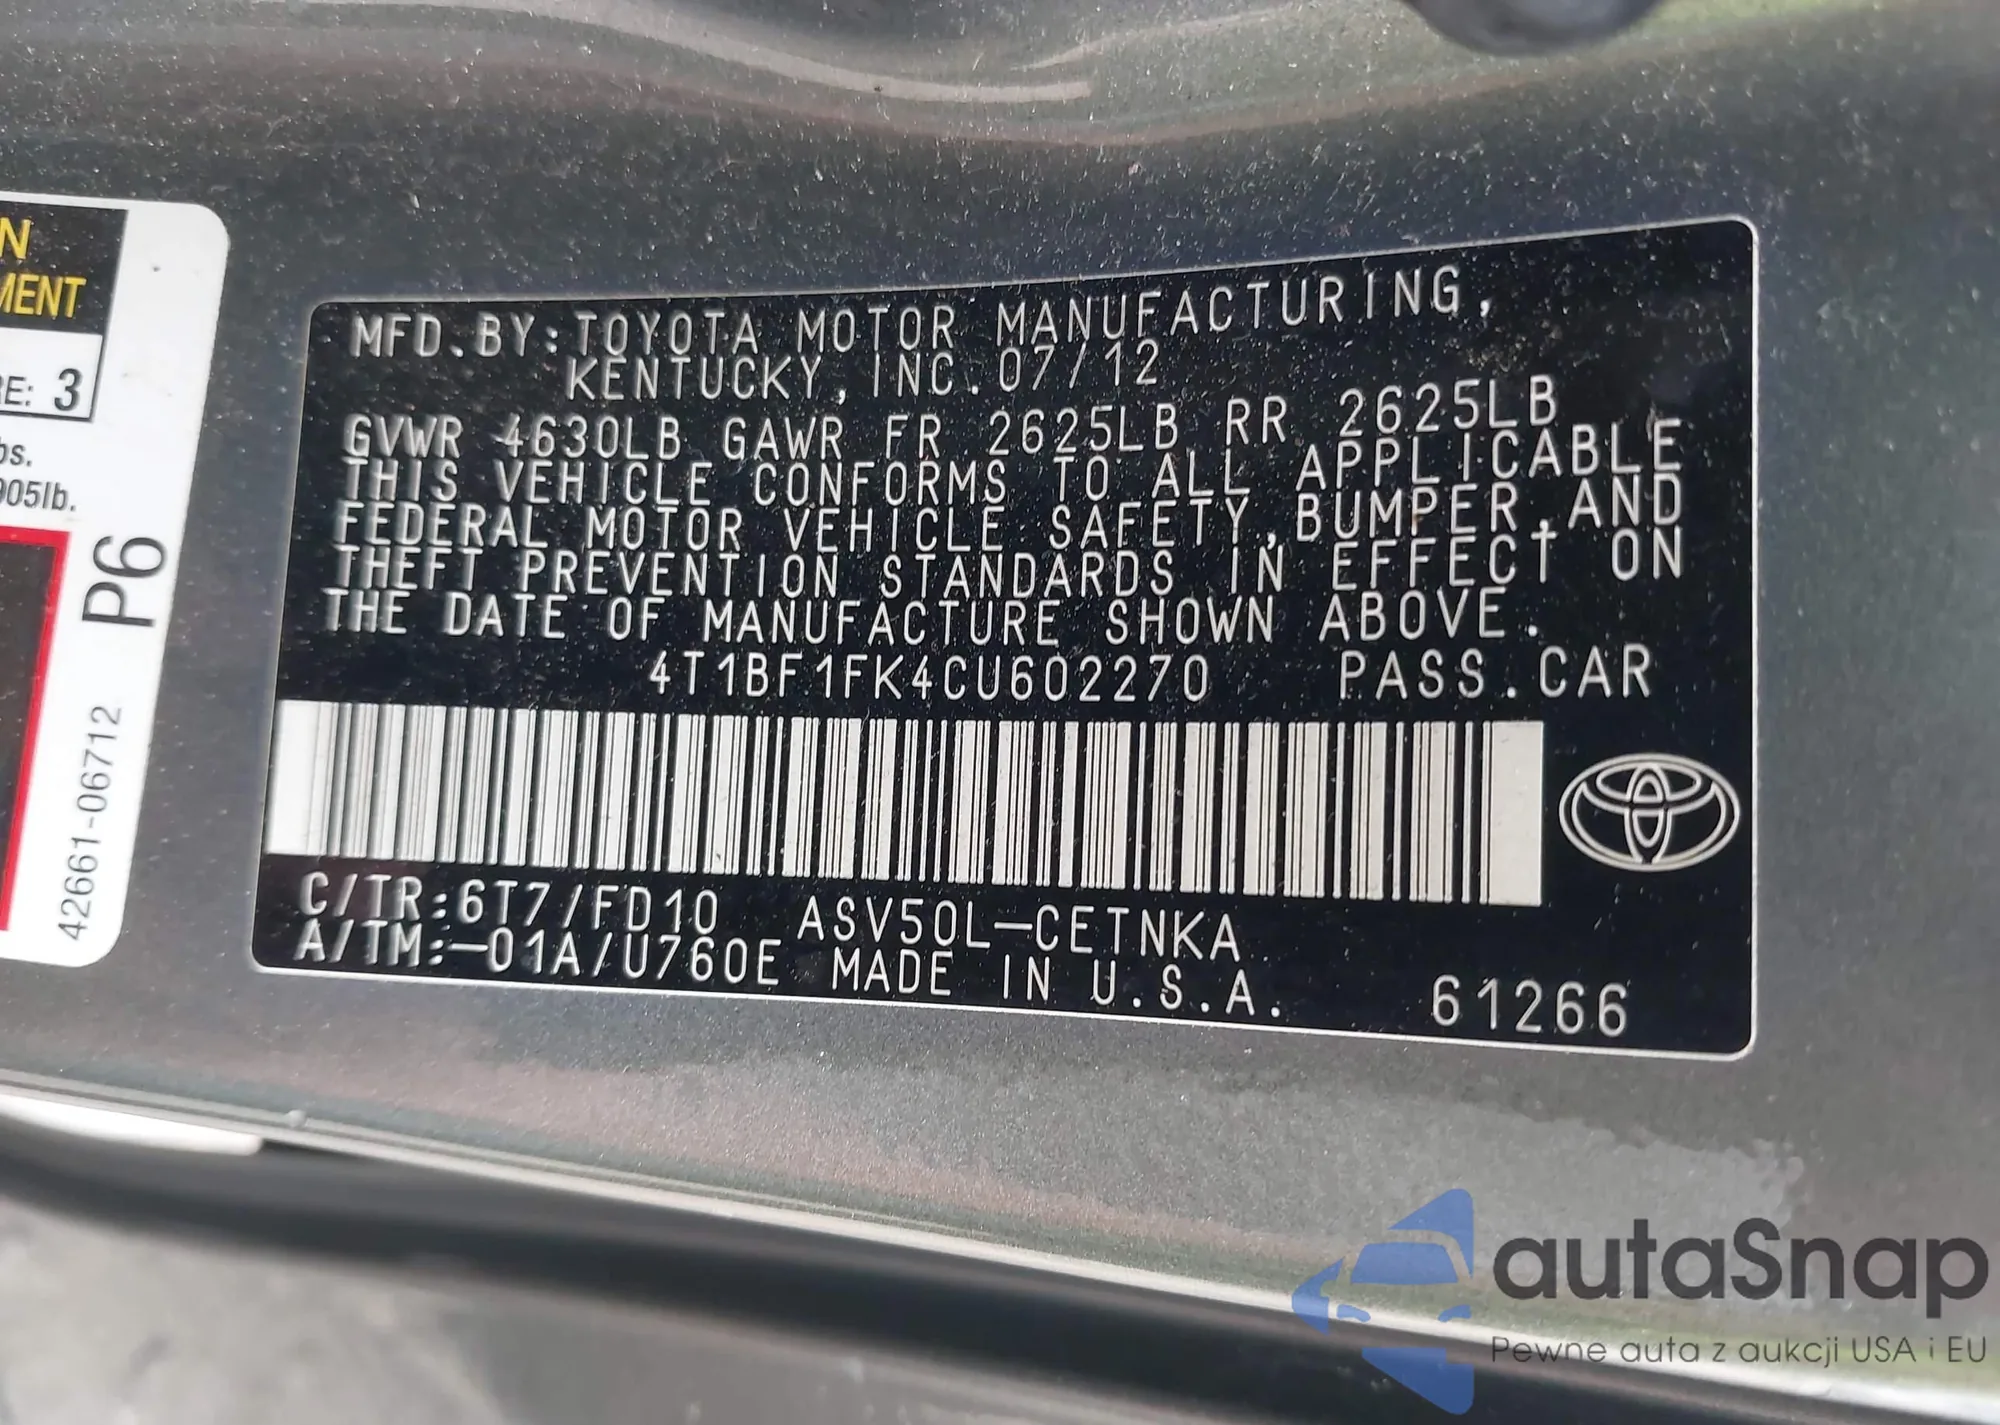 N
MENT
RE: 3
bs.
905lb.
P6
42661-06712
MFD.BY:TOYOTA MOTOR MANUFACTURING,
KENTUCKY,INC.07/12
GVWR 4630LB GAWR FR 2625LB RR 2625LB
THIS VEHICLE CONFORMS TO ALL APPLICABLE
FEDERAL MOTOR VEHICLE SAFETY,BUMPER,AND
THEFT PREVENTION STANDARDS IN EFFECT ON
THE DATE OF MANUFACTURE SHOWN ABOVE.
4T1BF1FK4CU602270 PASS.CAR
C/TR:6T7/FD10 ASV50L-CETNKA
A/TM:-01A/U760E MADE IN U.S.A. 61266
autaSnap
Pewne auta z aukcji USA i EU